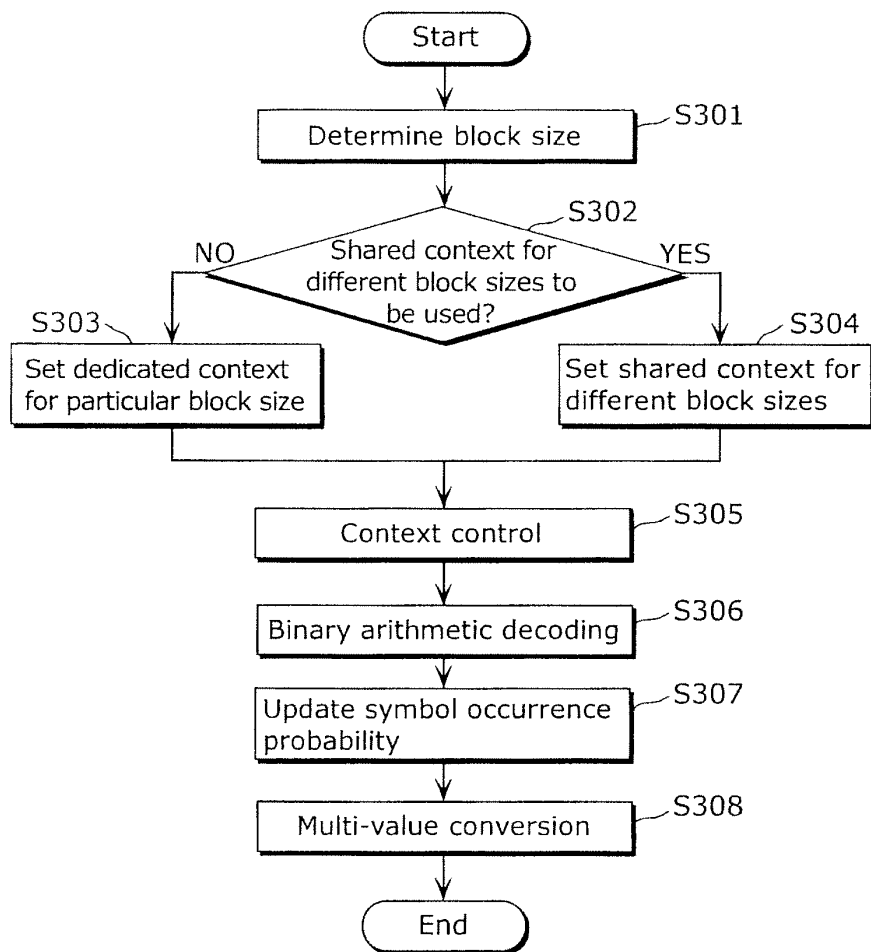 Start
S301
Determine block size
S302
NO
YES
Shared context for
different block sizes to
be used?
S303
S304
Set dedicated context
for particular block size
Set shared context for
different block sizes
S305
Context control
S306
Binary arithmetic decoding
S307
Update symbol occurrence
probability
S308
Multi-value conversion
End